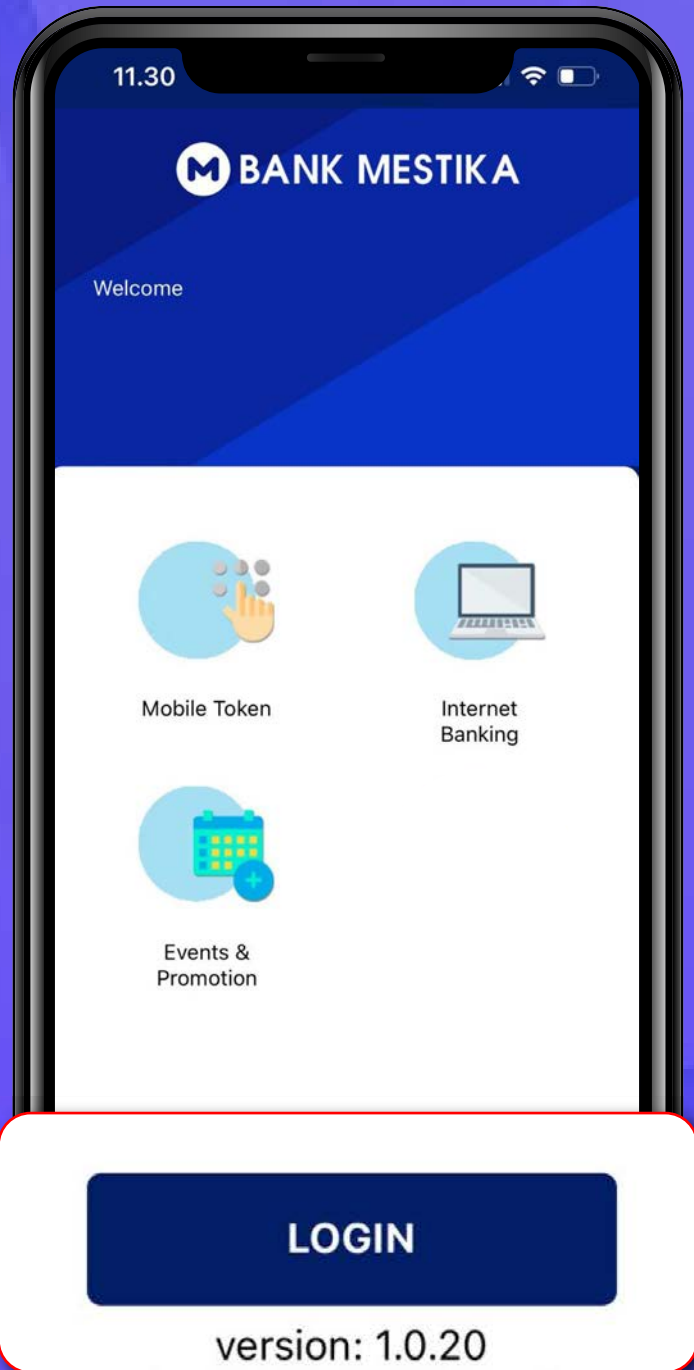 11.30
M BANK MESTIKA
Welcome
Mobile Token
Internet
Banking
Events &
Promotion
LOGIN
version: 1.0.20